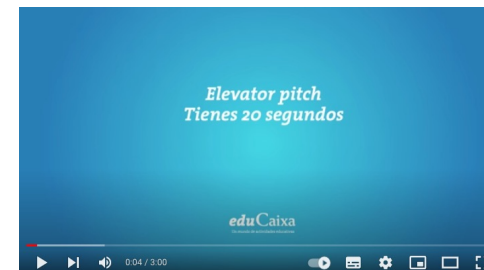 Elevator pitch
Tienes 20 segundos
eduCaixa
0:04 / 3:00